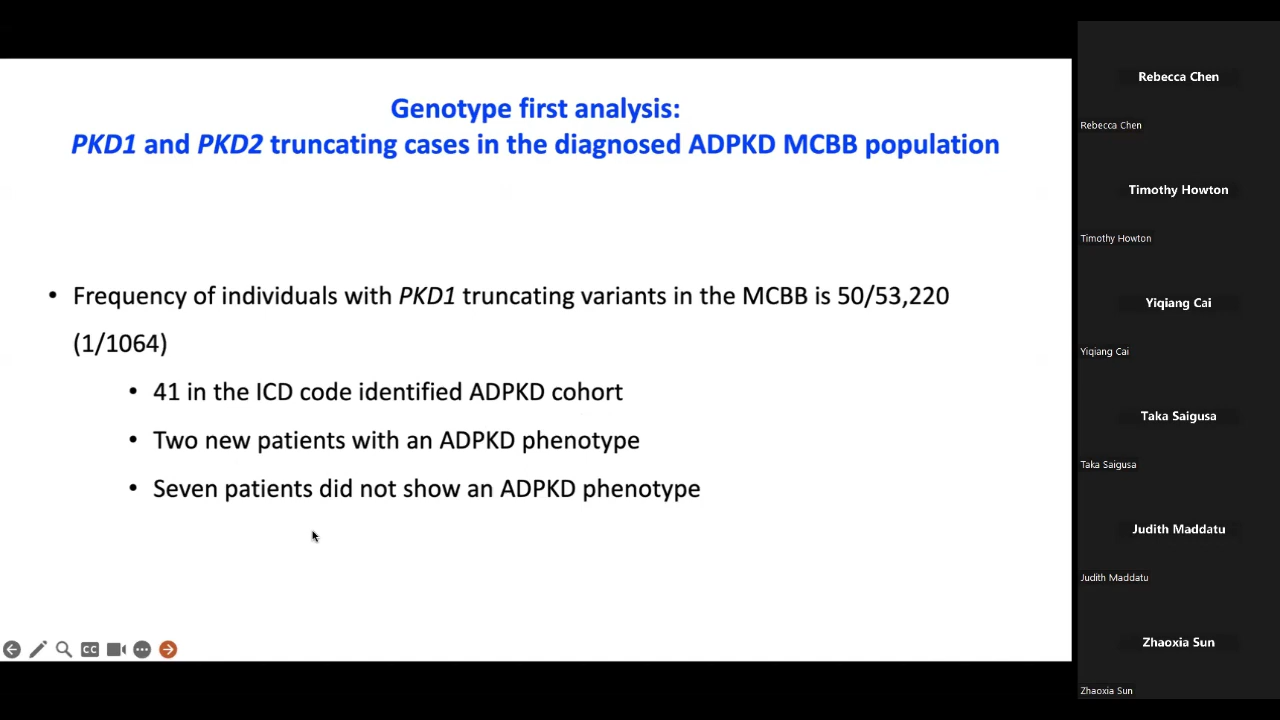 Genotype first analysis:
PKD1 and PKD2 truncating cases in the diagnosed ADPKD MCBB population
• Frequency of individuals with PKD1 truncating variants in the MCBB is 50/53,220
(1/1064)
• 41 in the ICD code identified ADPKD cohort
• Two new patients with an ADPKD phenotype
• Seven patients did not show an ADPKD phenotype
CC
Rebecca Chen
Rebecca Chen
Timothy Howton
Timothy Howton
Yiqiang Cai
Yiqiang Cai
Taka Saigusa
Taka Saigusa
Judith Maddatu
Judith Maddatu
Zhaoxia Sun
Zhaoxia Sun